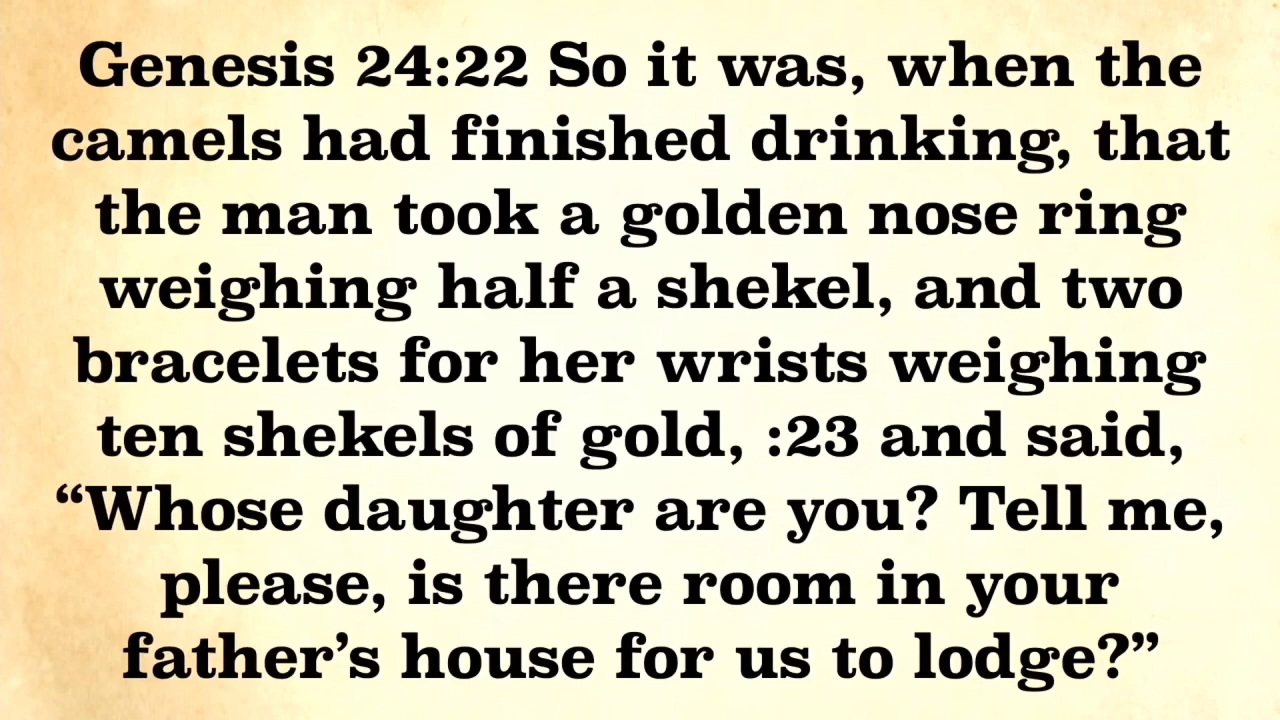 Genesis 24:22 So it was, when the
camels had finished drinking, that
the man took a golden nose ring
weighing half a shekel, and two
bracelets for her wrists weighing
ten shekels of gold, :23 and said,
“Whose daughter are you? Tell me,
please, is there room in your
father’s house for us to lodge?”